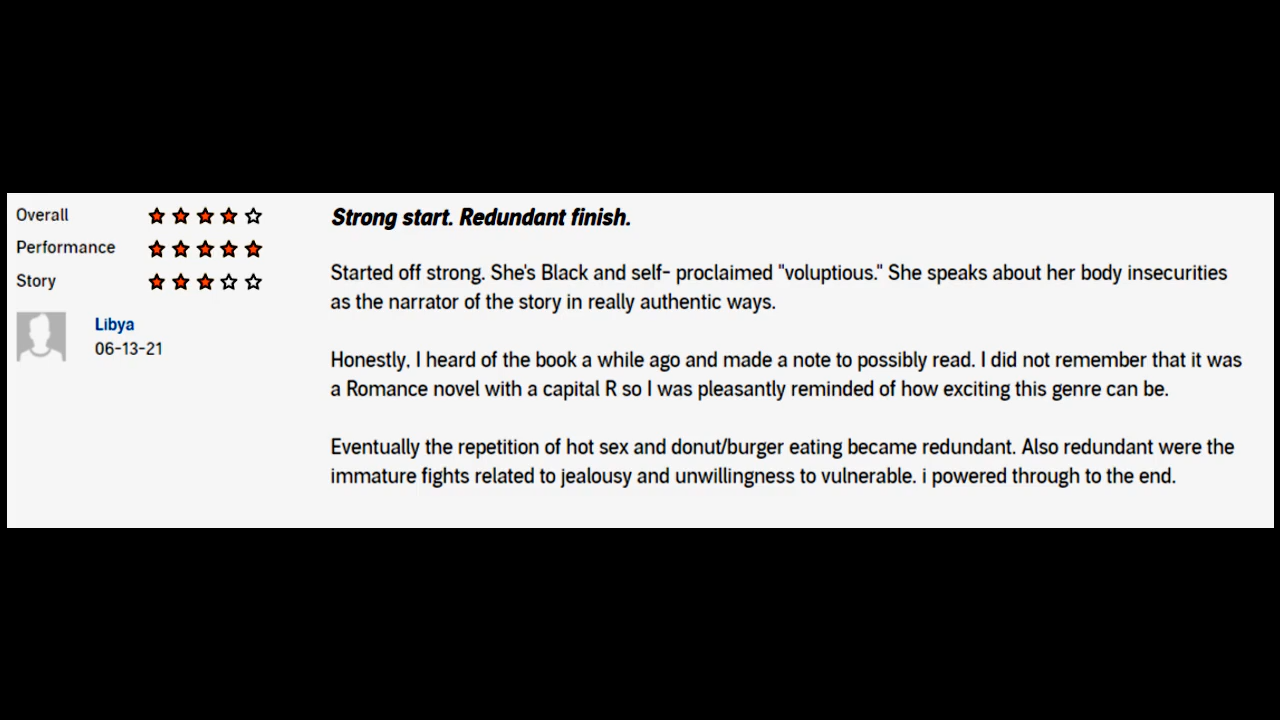 Overall
Performance
Story
Libya
06-13-21
Strong start. Redundant finish.
Started off strong. She's Black and self- proclaimed "voluptious." She speaks about her body insecurities
as the narrator of the story in really authentic ways.
Honestly, I heard of the book a while ago and made a note to possibly read. I did not remember that it was
a Romance novel with a capital R so I was pleasantly reminded of how exciting this genre can be.
Eventually the repetition of hot sex and donut/burger eating became redundant. Also redundant were the
immature fights related to jealousy and unwillingness to vulnerable. i powered through to the end.